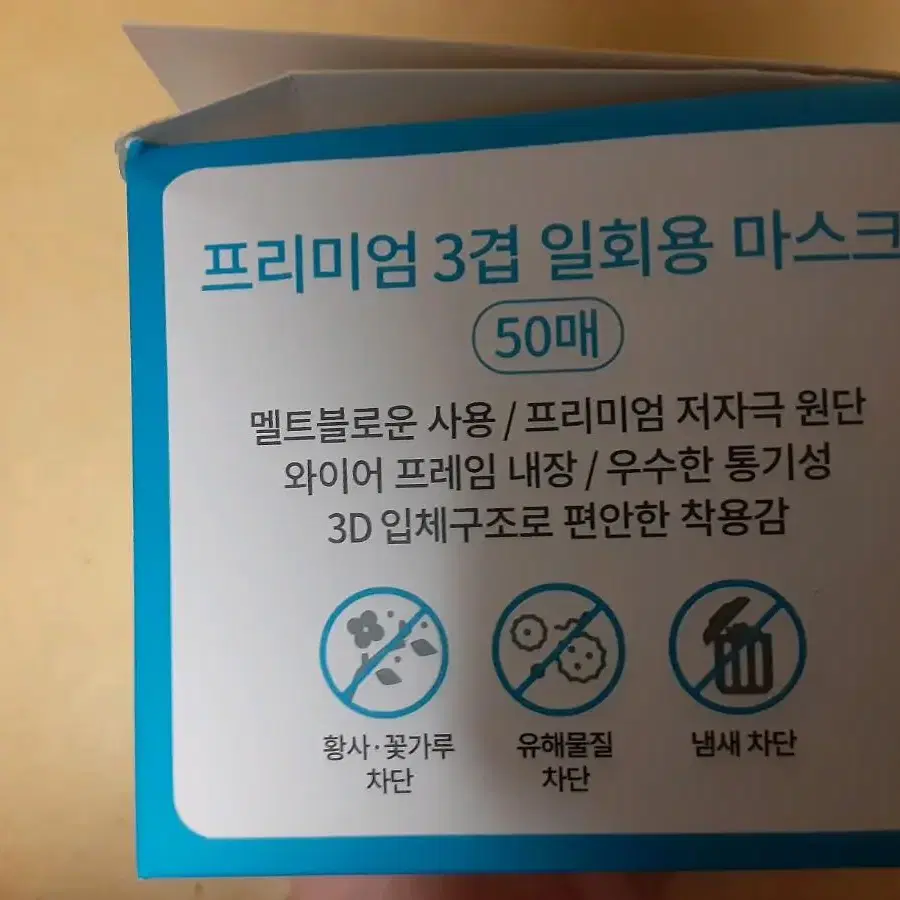 프리미엄 3겹 일회용 마스크
50매
멜트블로운 사용 / 프리미엄 저자극 원단
와이어 프레임 내장 / 우수한 통기성
3D 입체구조로 편안한 착용감
황사·꽃가루
차단
유해물질
차단
냄새 차단